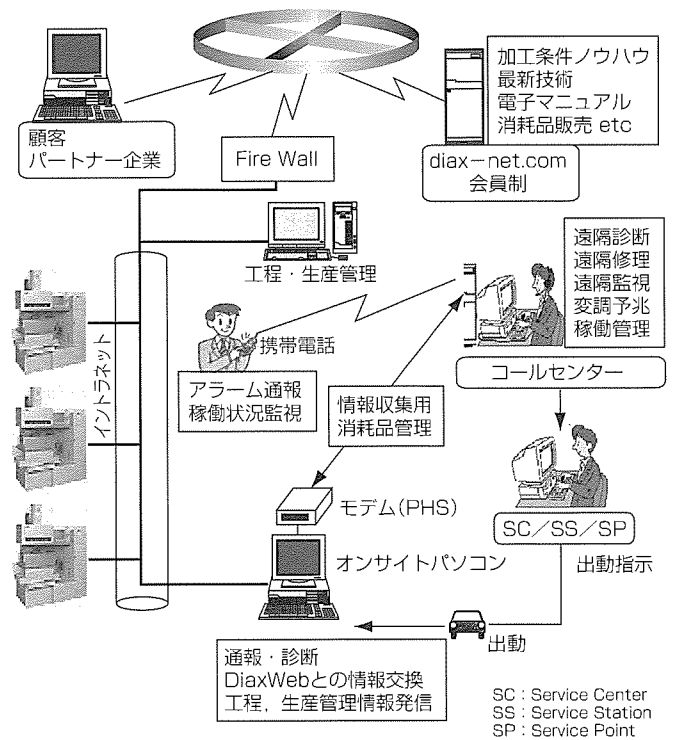 加工条件ノウハウ
最新技術
電子マニュアル
消耗品販売 etc
顧客
パートナー企業
Fire Wall
diax−net.com
会員制
工程・生産管理
遠隔診断
遠隔修理
遠隔監視
変調予兆
稼働管理
携帯電話
イントラネット
アラーム通報
稼働状況監視
情報収集用
消耗品管理
コールセンター
モデム(PHS)
SC/SS/SP
オンサイトパソコン
出動指示
出動
通報・診断
DiaxWebとの情報交換
工程，生産管理情報発信
SC：Service Center
SS：Service Station
SP：Service Point